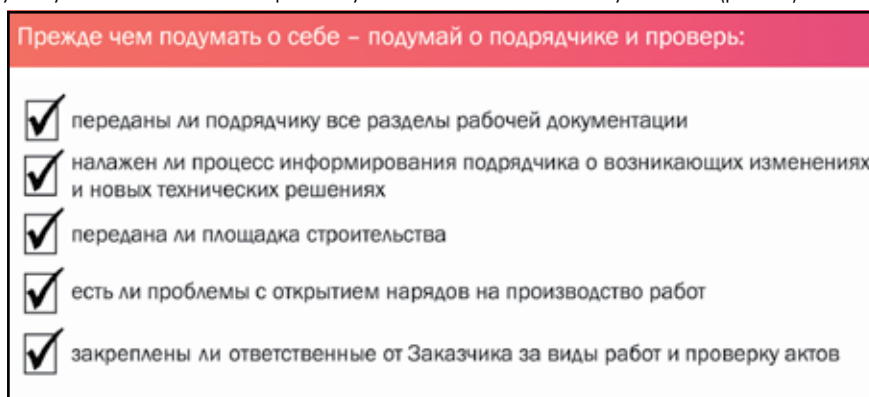 Прежде чем подумать о себе – подумай о подрядчике и проверь:
переданы ли подрядчику все разделы рабочей документации
налажен ли процесс информирования подрядчика о возникающих изменениях
и новых технических решениях
передана ли площадка строительства
есть ли проблемы с открытием нарядов на производство работ
закреплены ли ответственные от Заказчика за виды работ и проверку актов